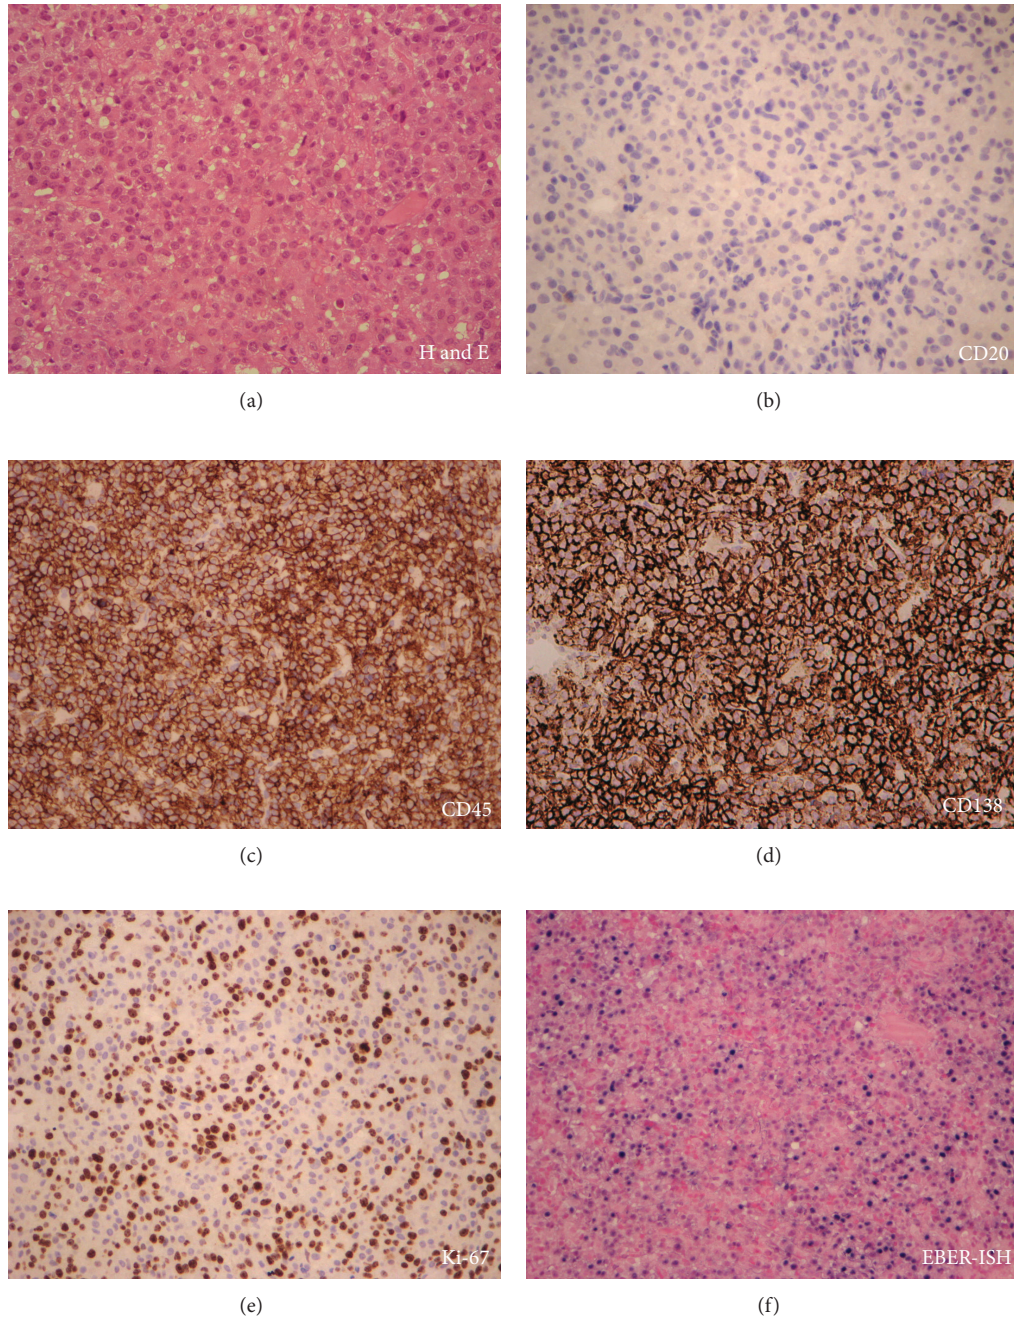 H and E
CD20
(a)
(b)
CD45
CD138
(c)
(d)
Ki-67
EBER-ISH
(e)
(f)